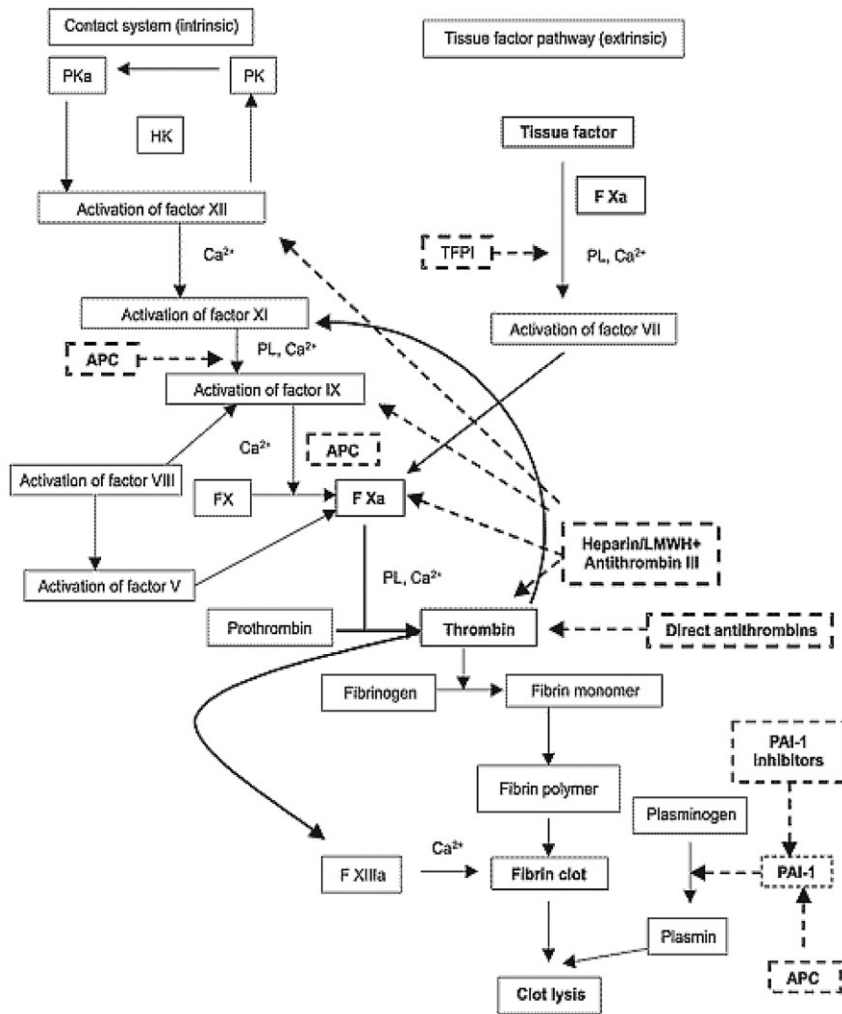 Contact system (intrinsic)
Tissue factor pathway (extrinsic)
PKa
PK
HK
Tissue factor
F Xa
Activation of factor XII
TFPI
PL, Ca²⁺
Ca²⁺
Activation of factor XI
Activation of factor VII
APC
PL, Ca²⁺
Activation of factor IX
Ca²⁺
APC
Activation of factor VIII
FX
F Xa
Heparin/LMWH+
Antithrombin III
Activation of factor V
PL, Ca²⁺
Prothrombin
Thrombin
Direct antithrombins
Fibrinogen
Fibrin monomer
PAI-1
inhibitors
Fibrin polymer
Plasminogen
F XIIIa
Ca²⁺
Fibrin clot
PAI-1
Plasmin
APC
Clot lysis